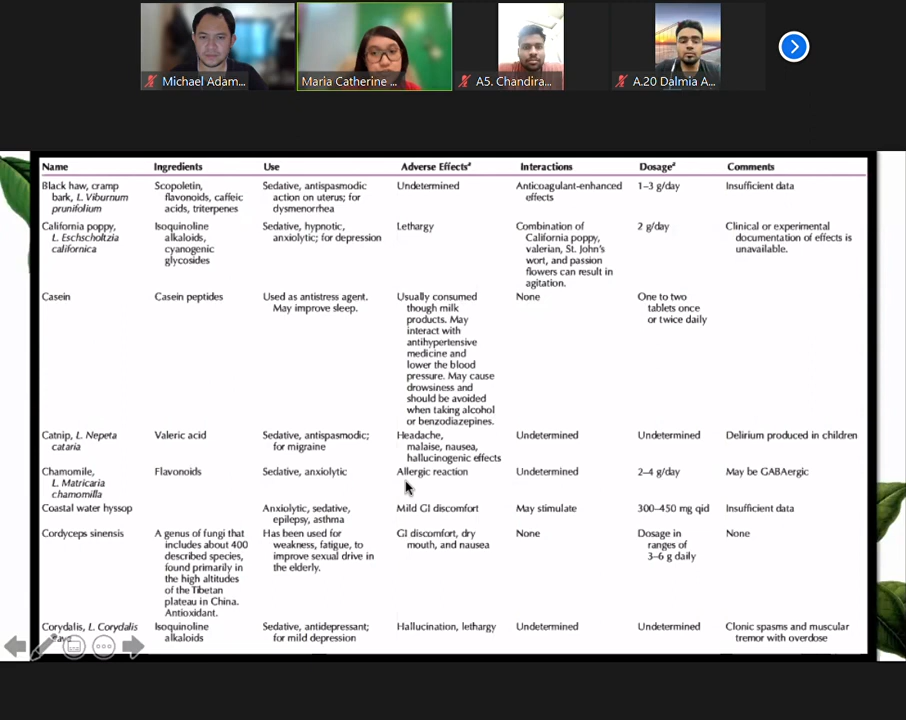 Michael Adam...
Maria Catherine ...
A5. Chandira...
A.20 Dalmia A...
Name Ingredients Use Adverse Effectsᵃ Interactions Dosageᵃ Comments
Black haw, cramp bark, L. Viburnum prunifolium
Scopoletin, flavonoids, caffeic acids, triterpenes
Sedative, antispasmodic action on uterus; for dysmenorrhea
Undetermined
Anticoagulant-enhanced effects
1–3 g/day
Insufficient data
California poppy, L. Eschscholtzia californica
Isoquinoline alkaloids, cyanogenic glycosides
Sedative, hypnotic, anxiolytic; for depression
Lethargy
Combination of California poppy, valerian, St. John's wort, and passion flowers can result in agitation.
2 g/day
Clinical or experimental documentation of effects is unavailable.
Casein
Casein peptides
Used as antistress agent. May improve sleep.
Usually consumed though milk products. May interact with antihypertensive medicine and lower the blood pressure. May cause drowsiness and should be avoided when taking alcohol or benzodiazepines.
None
One to two tablets once or twice daily
Catnip, L. Nepeta cataria
Valeric acid
Sedative, antispasmodic; for migraine
Headache, malaise, nausea, hallucinogenic effects
Undetermined
Undetermined
Delirium produced in children
Chamomile, L. Matricaria chamomilla
Flavonoids
Sedative, anxiolytic
Allergic reaction
Undetermined
2–4 g/day
May be GABAergic
Coastal water hyssop
Anxiolytic, sedative, epilepsy, asthma
Mild GI discomfort
May stimulate
300–450 mg qid
Insufficient data
Cordyceps sinensis
A genus of fungi that includes about 400 described species, found primarily in the high altitudes of the Tibetan plateau in China. Antioxidant.
Has been used for weakness, fatigue, to improve sexual drive in the elderly.
GI discomfort, dry mouth, and nausea
None
Dosage in ranges of 3–6 g daily
None
Corydalis, L. Corydalis
Isoquinoline alkaloids
Sedative, antidepressant; for mild depression
Hallucination, lethargy
Undetermined
Undetermined
Clonic spasms and muscular tremor with overdose